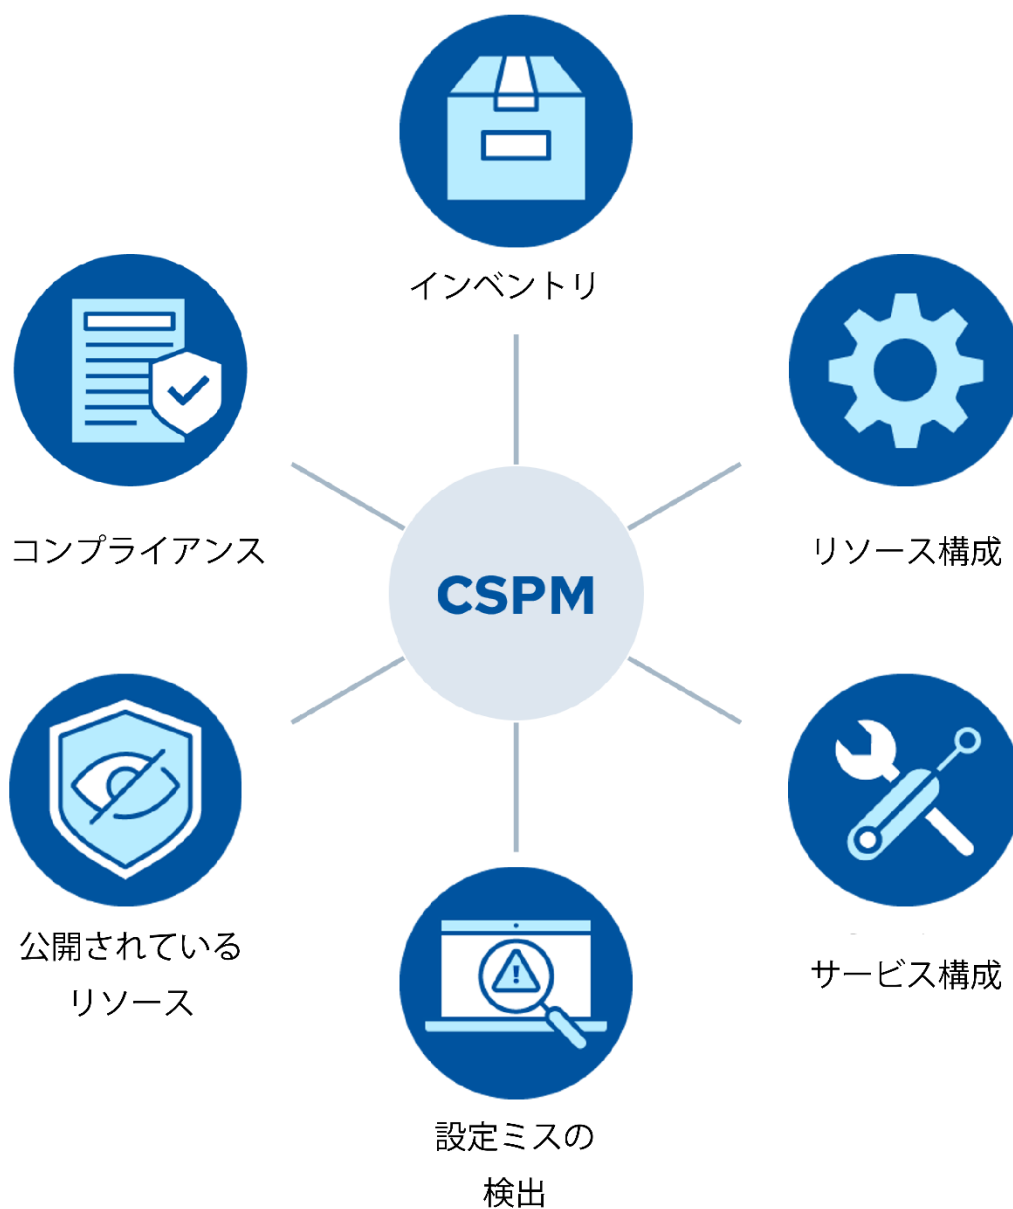 インベントリ
コンプライアンス
リソース構成
CSPM
公開されている
リソース
サービス構成
設定ミスの
検出